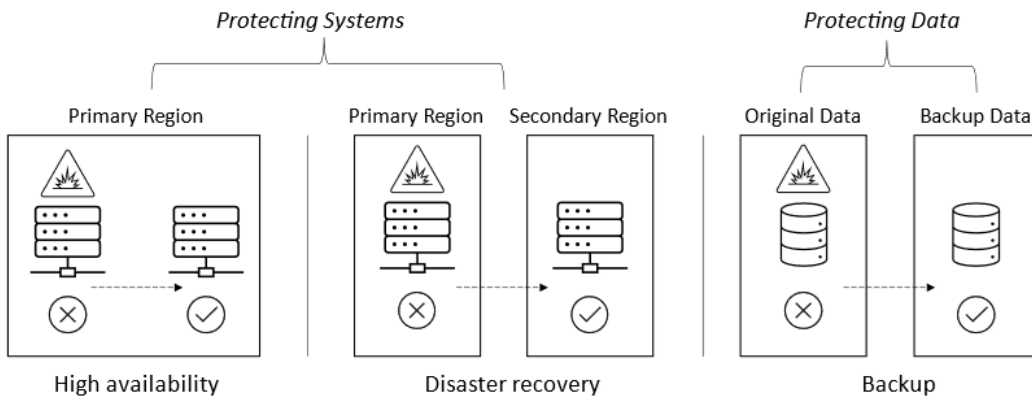 Protecting Systems
Protecting Data
Primary Region
Primary Region
Secondary Region
Original Data
Backup Data
High availability
Disaster recovery
Backup